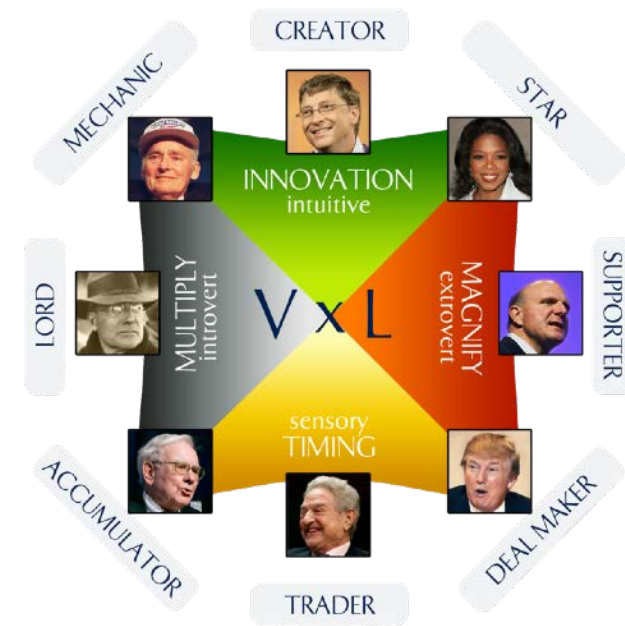 CREATOR
MECHANIC
STAR
INNOVATION
intuitive
LORD
MULTIPLY
introvert
V x L
MAGNIFY
extrovert
SUPPORTER
sensory
TIMING
ACCUMULATOR
DEAL MAKER
TRADER